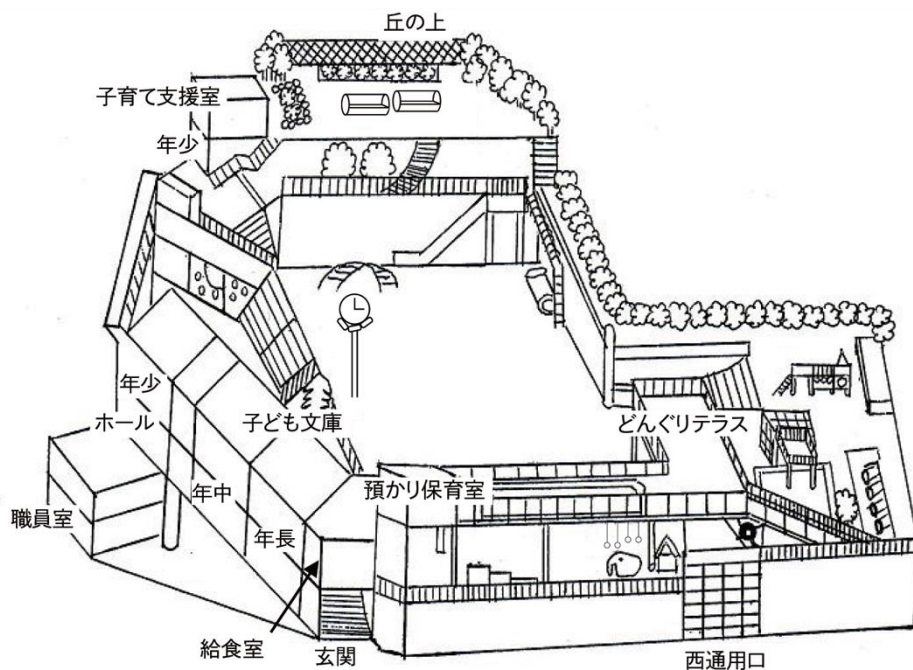 丘の上
子育て支援室
年少
年少
ホール
子ども文庫
どんぐりテラス
年中
預かり保育室
職員室
年長
給食室
玄関
西通用口